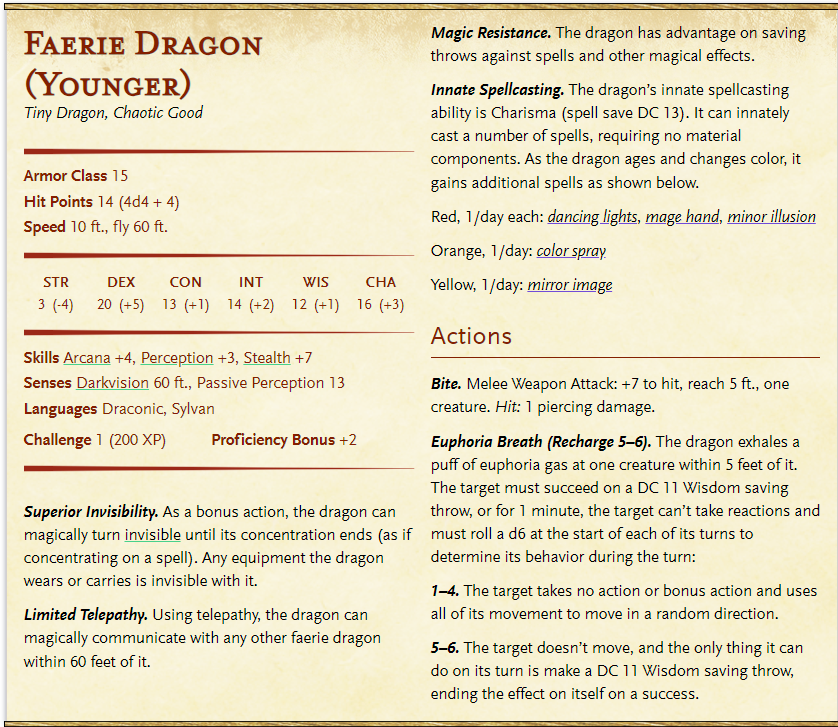 Faerie Dragon
(Younger)
Tiny Dragon, Chaotic Good
Armor Class 15
Hit Points 14 (4d4 + 4)
Speed 10 ft., fly 60 ft.
STR DEX CON INT WIS CHA
3 (-4) 20 (+5) 13 (+1) 14 (+2) 12 (+1) 16 (+3)
Skills Arcana +4, Perception +3, Stealth +7
Senses Darkvision 60 ft., Passive Perception 13
Languages Draconic, Sylvan
Challenge 1 (200 XP) Proficiency Bonus +2
Superior Invisibility. As a bonus action, the dragon can
magically turn invisible until its concentration ends (as if
concentrating on a spell). Any equipment the dragon
wears or carries is invisible with it.
Limited Telepathy. Using telepathy, the dragon can
magically communicate with any other faerie dragon
within 60 feet of it.
Magic Resistance. The dragon has advantage on saving
throws against spells and other magical effects.
Innate Spellcasting. The dragon's innate spellcasting
ability is Charisma (spell save DC 13). It can innately
cast a number of spells, requiring no material
components. As the dragon ages and changes color, it
gains additional spells as shown below.
Red, 1/day each: dancing lights, mage hand, minor illusion
Orange, 1/day: color spray
Yellow, 1/day: mirror image
Actions
Bite. Melee Weapon Attack: +7 to hit, reach 5 ft., one
creature. Hit: 1 piercing damage.
Euphoria Breath (Recharge 5–6). The dragon exhales a
puff of euphoria gas at one creature within 5 feet of it.
The target must succeed on a DC 11 Wisdom saving
throw, or for 1 minute, the target can't take reactions and
must roll a d6 at the start of each of its turns to
determine its behavior during the turn:
1–4. The target takes no action or bonus action and uses
all of its movement to move in a random direction.
5–6. The target doesn't move, and the only thing it can
do on its turn is make a DC 11 Wisdom saving throw,
ending the effect on itself on a success.